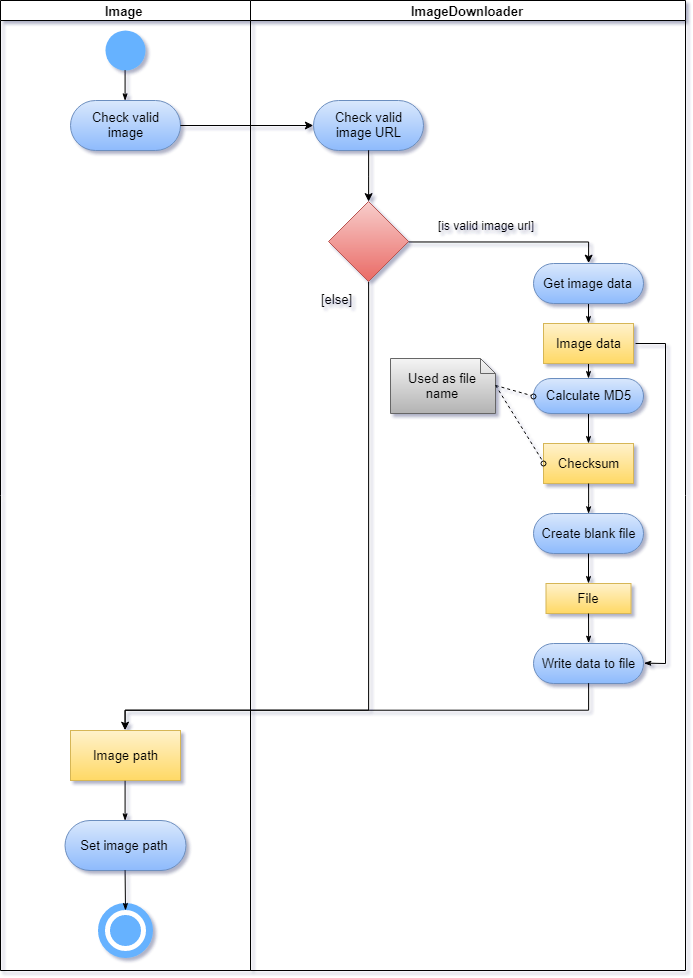 Image
ImageDownloader
Check valid
image
Check valid
image URL
[is valid image url]
[else]
Get image data
Image data
Used as file
name
Calculate MD5
Checksum
Create blank file
File
Write data to file
Image path
Set image path